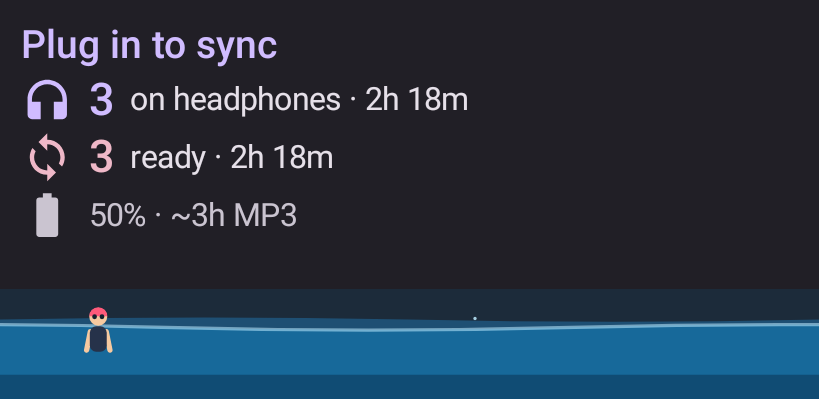 Plug in to sync
3 on headphones · 2h 18m
3 ready · 2h 18m
50% · ~3h MP3